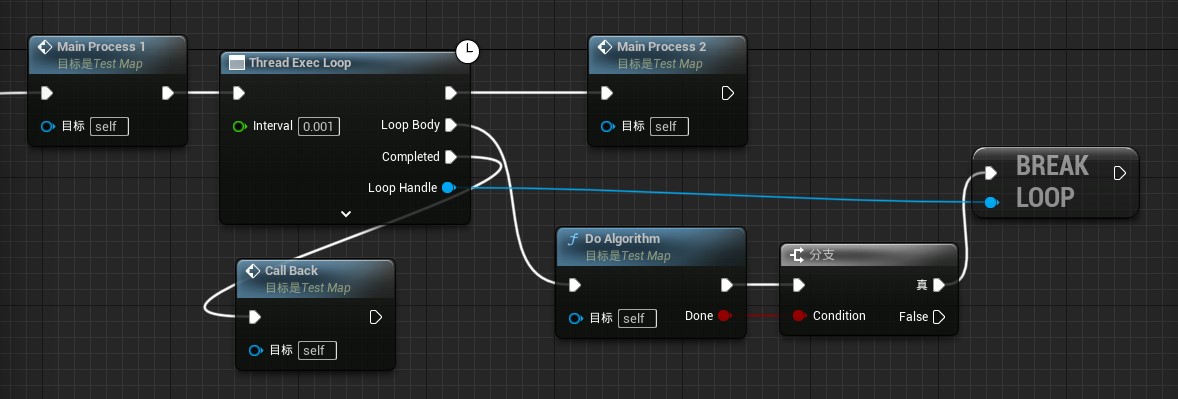 Main Process 1
目标是Test Map
目标 self
Thread Exec Loop
Interval 0.001
Loop Body
Completed
Loop Handle
Main Process 2
目标是Test Map
目标 self
BREAK
LOOP
Call Back
目标是Test Map
目标 self
f Do Algorithm
目标是Test Map
目标 self
Done
分支
真
Condition
False